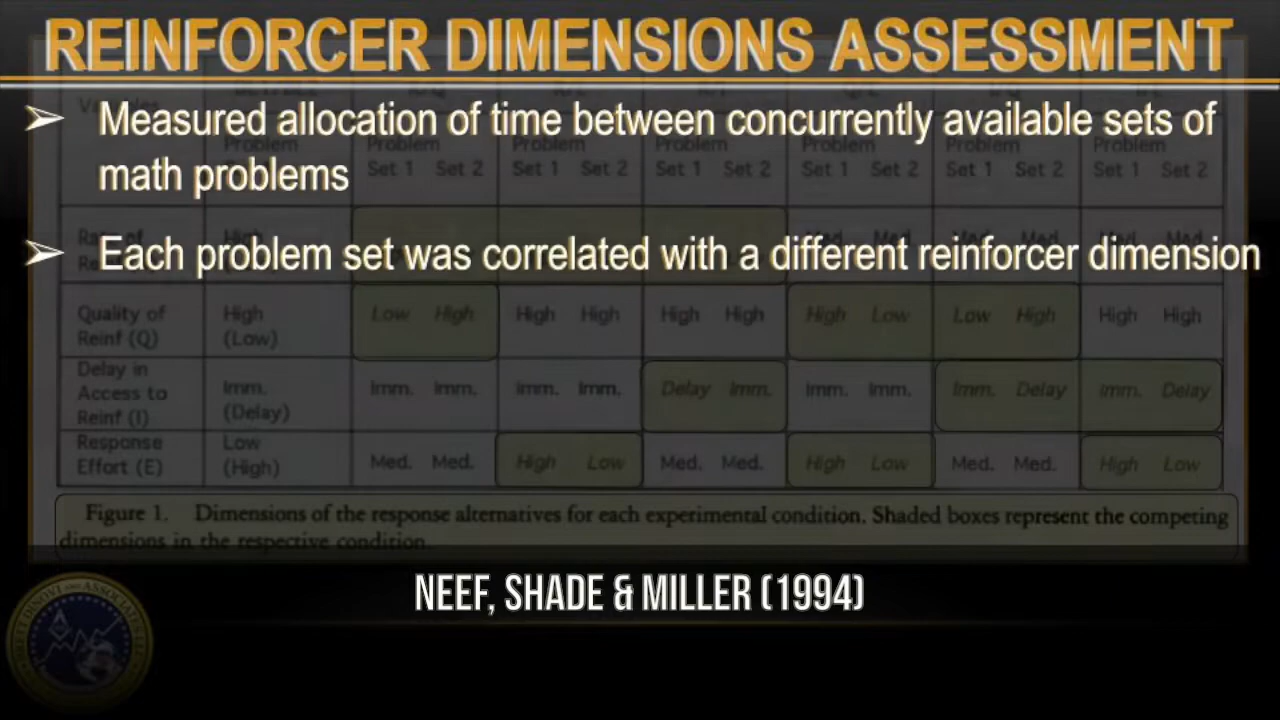 REINFORCER DIMENSIONS ASSESSMENT
➢ Measured allocation of time between concurrently available sets of
math problems
➢ Each problem set was correlated with a different reinforcer dimension
Problem Problem Problem Problem Problem Problem
Set 1 Set 2 Set 1 Set 2 Set 1 Set 2 Set 1 Set 2 Set 1 Set 2 Set 1 Set 2
Quality of High Low High High High High High High Low Low High High High
Reinf (Q) (Low)
Delay in
Access to Imm. Imm. Imm. Imm. Imm. Delay Imm. Imm. Imm. Imm. Delay Imm. Delay
Reinf (I) (Delay)
Response Low
Effort (E) (High) Med. Med. High Low Med. Med. High Low Med. Med. High Low
Figure 1. Dimensions of the response alternatives for each experimental condition. Shaded boxes represent the competing
dimensions in the respective condition.
NEEF, SHADE & MILLER (1994)